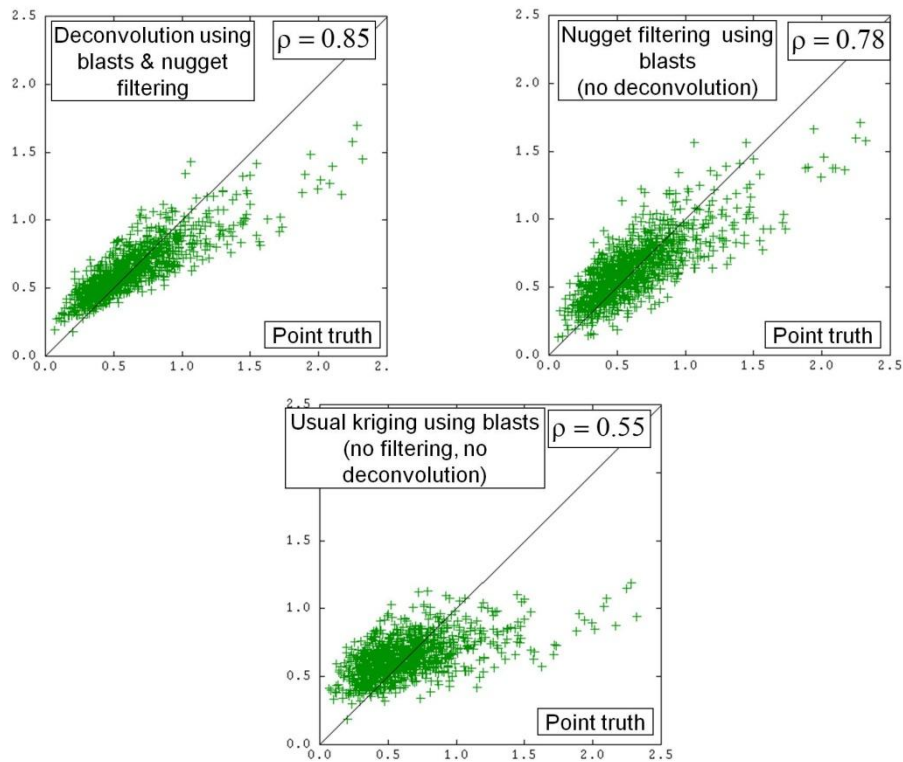 Deconvolution using
blasts & nugget
filtering
ρ = 0.85
2.5
2.0
1.5
1.0
0.5
0.0
Point truth
0.0 0.5 1.0 1.5 2.0 2.
Nugget filtering using
blasts
(no deconvolution)
ρ = 0.78
2.5
2.0
1.5
1.0
0.5
0.0
Point truth
0.0 0.5 1.0 1.5 2.0 2.5
Usual kriging using blasts
(no filtering, no
deconvolution)
ρ = 0.55
2.5
1.5
1.0
0.5
0.0
Point truth
0.0 0.5 1.0 1.5 2.0 2.5